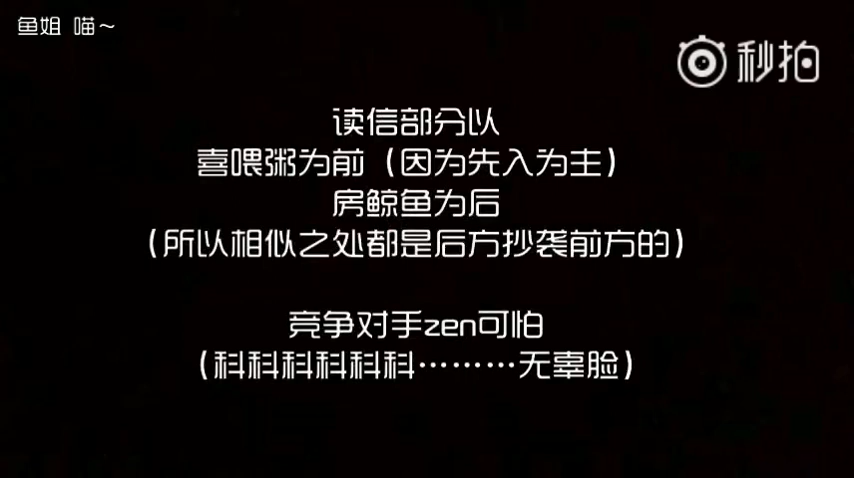 鱼姐 喵～
秒拍
读信部分以
喜喂粥为前（因为先入为主）
房鲸鱼为后
（所以相似之处都是后方抄袭前方的）
竞争对手zen可怕
（科科科科科科………无辜脸）